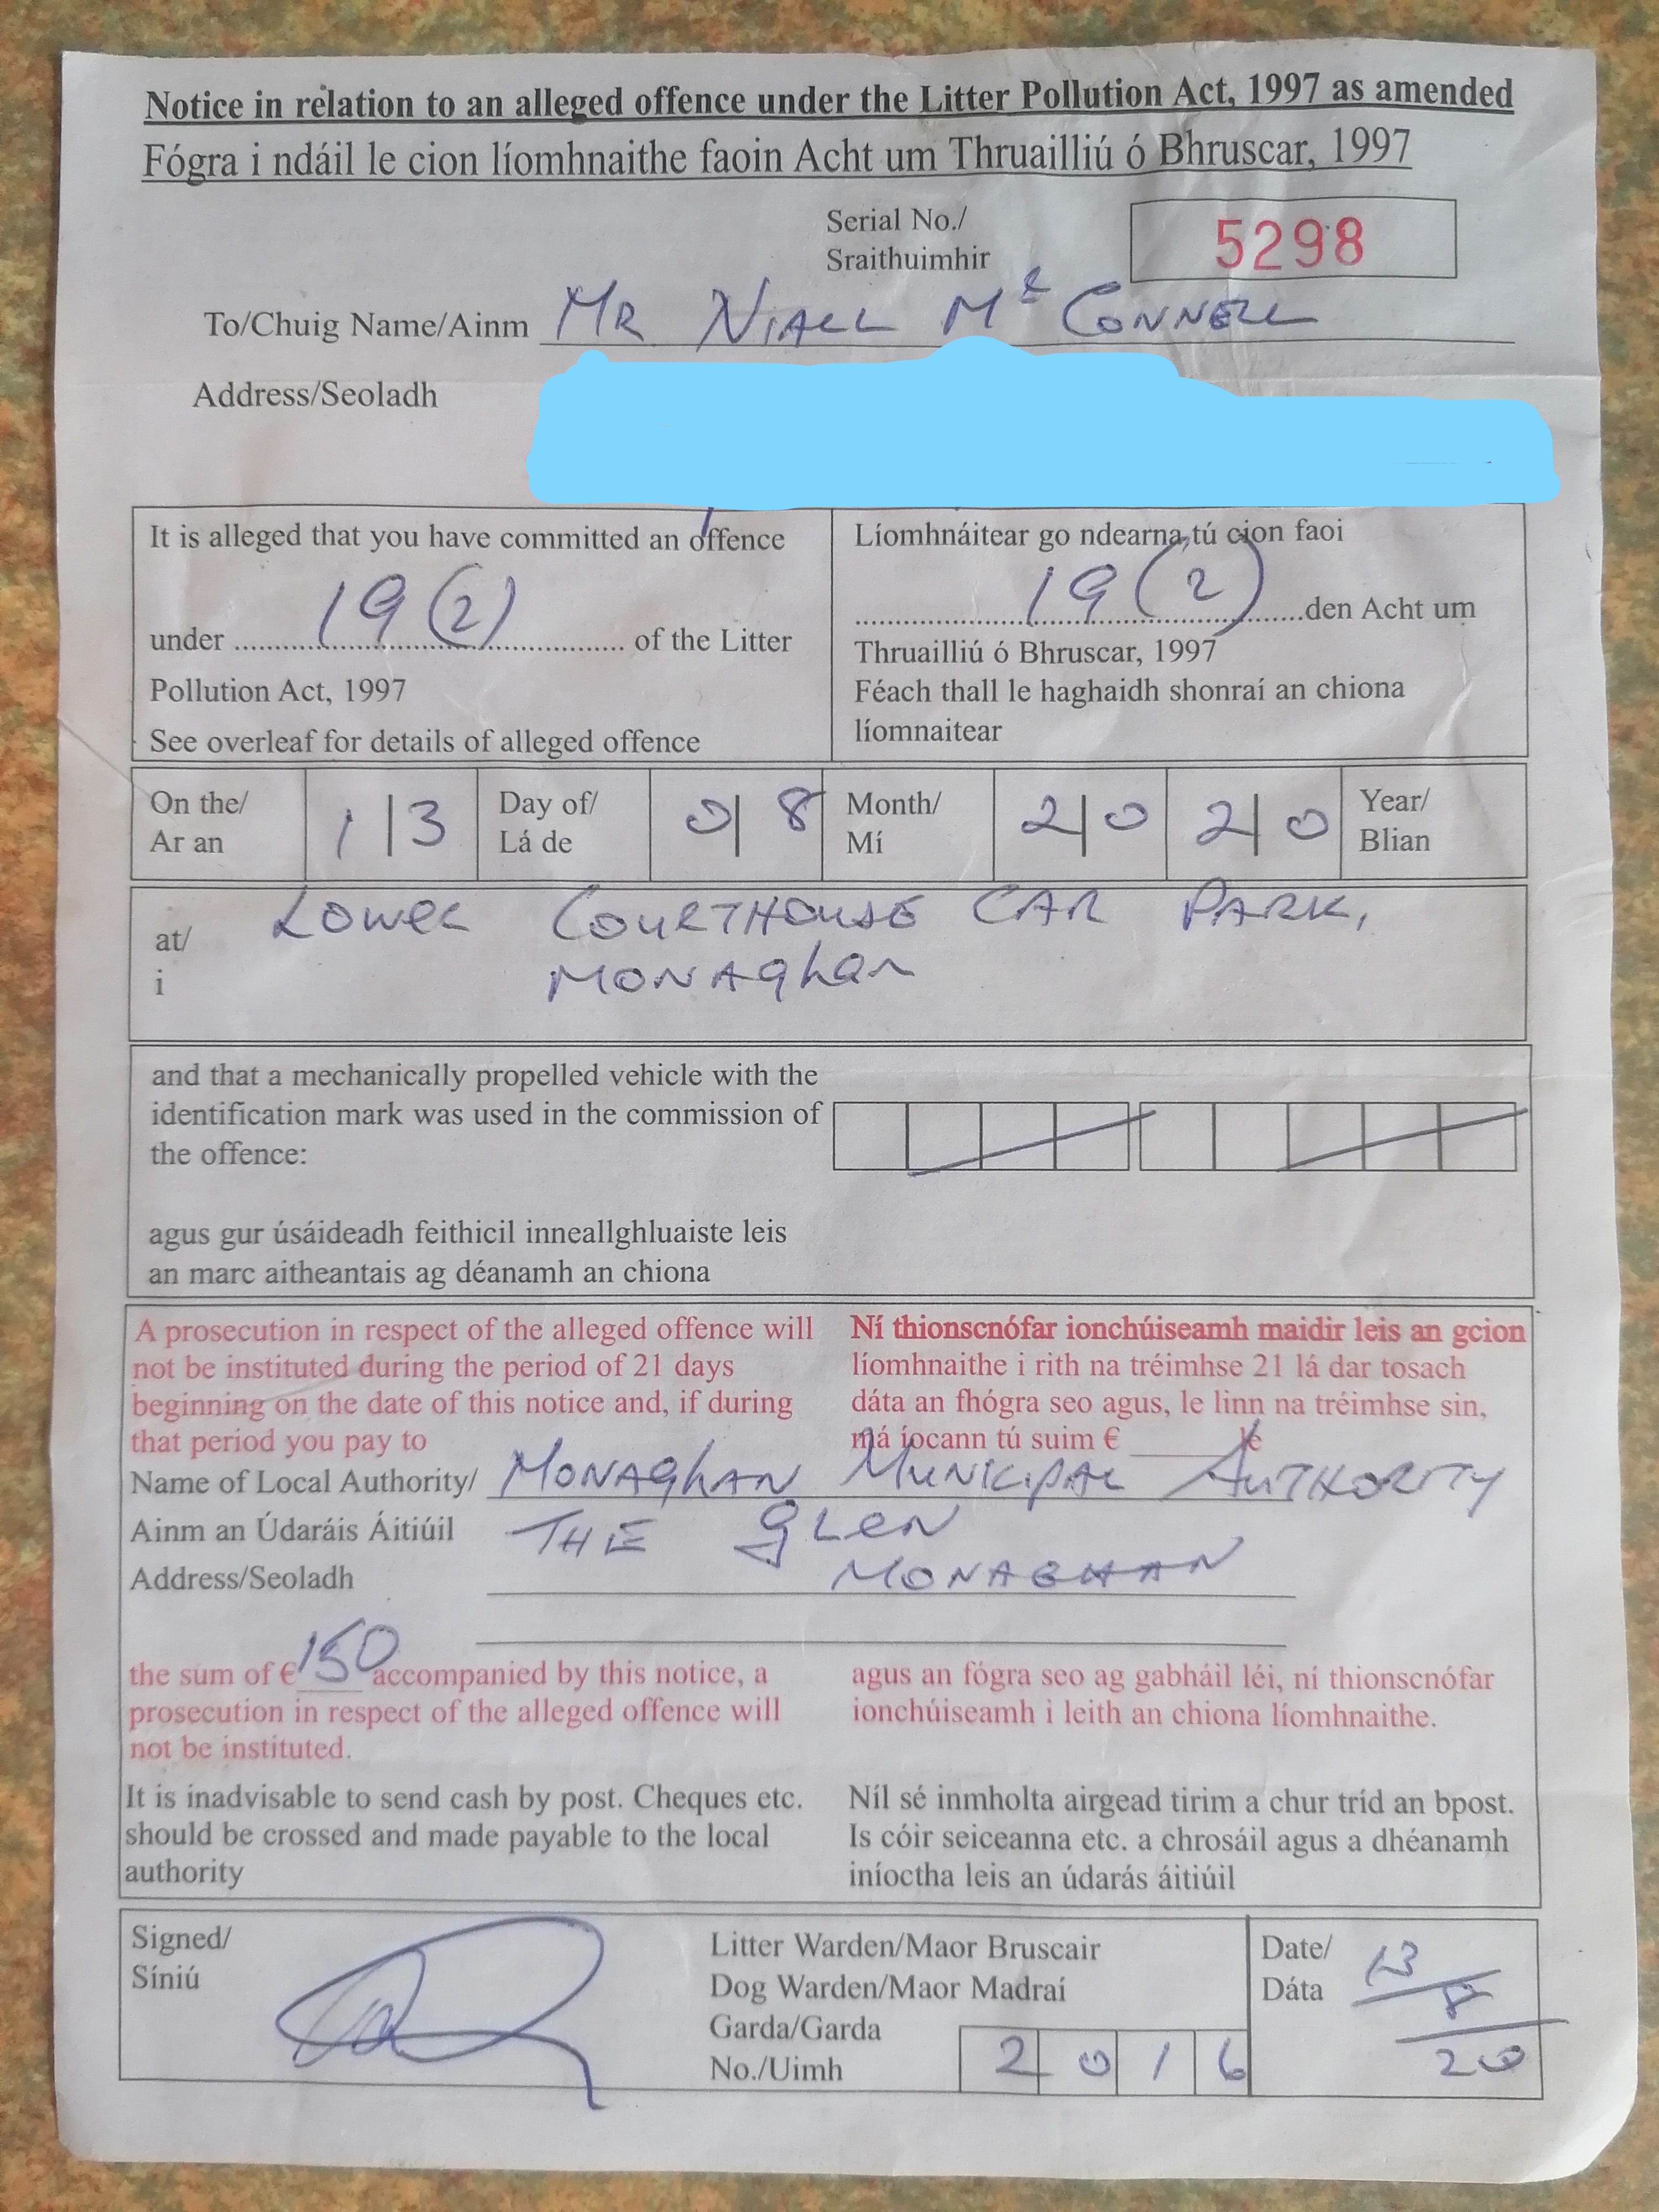 Notice in relation to an alleged offence under the Litter Pollution Act, 1997 as amended
Fógra i ndáil le cion líomhnaithe faoin Acht um Thruailliú ó Bhruscar, 1997
Serial No./
Sraithuimhir
5298
To/Chuig Name/Ainm MR NIALL Mc CONNELL
Address/Seoladh
It is alleged that you have committed an offence
under 19 (2) of the Litter
Pollution Act, 1997
See overleaf for details of alleged offence
Líomhnáitear go ndearna tú cion faoi
19 (2) den Acht um
Thruailliú ó Bhruscar, 1997
Féach thall le haghaidh shonraí an chiona
líomnaitear
On the/ 1 3 Day of/ 0 8 Month/ 2 0 2 0 Year/
Ar an Lá de Mí Blian
at/ LOWER COURTHOUSE CAR PARK,
i MONAghan
and that a mechanically propelled vehicle with the
identification mark was used in the commission of
the offence:
agus gur úsáideadh feithicil inneallghluaiste leis
an marc aitheantais ag déanamh an chiona
A prosecution in respect of the alleged offence will
not be instituted during the period of 21 days
beginning on the date of this notice and, if during
that period you pay to
Ní thionscnófar ionchúiseamh maidir leis an gcion
líomhnaithe i rith na tréimhse 21 lá dar tosach
dáta an fhógra seo agus, le linn na tréimhse sin,
má íocann tú suim € le
Name of Local Authority/ MONAghAN MUNICIPAL AUTHORITY
Ainm an Údaráis Áitiúil THE gLEN
Address/Seoladh MONAGHAN
the sum of € 150 accompanied by this notice, a
prosecution in respect of the alleged offence will
not be instituted.
agus an fógra seo ag gabháil léi, ní thionscnófar
ionchúiseamh i leith an chiona líomhnaithe.
It is inadvisable to send cash by post. Cheques etc.
should be crossed and made payable to the local
authority
Níl sé inmholta airgead tirim a chur tríd an bpost.
Is cóir seiceanna etc. a chrosáil agus a dhéanamh
iníoctha leis an údarás áitiúil
Signed/
Síniú
Litter Warden/Maor Bruscair
Dog Warden/Maor Madraí
Garda/Garda
No./Uimh 2 0 1 6
Date/
Dáta
13/8/20